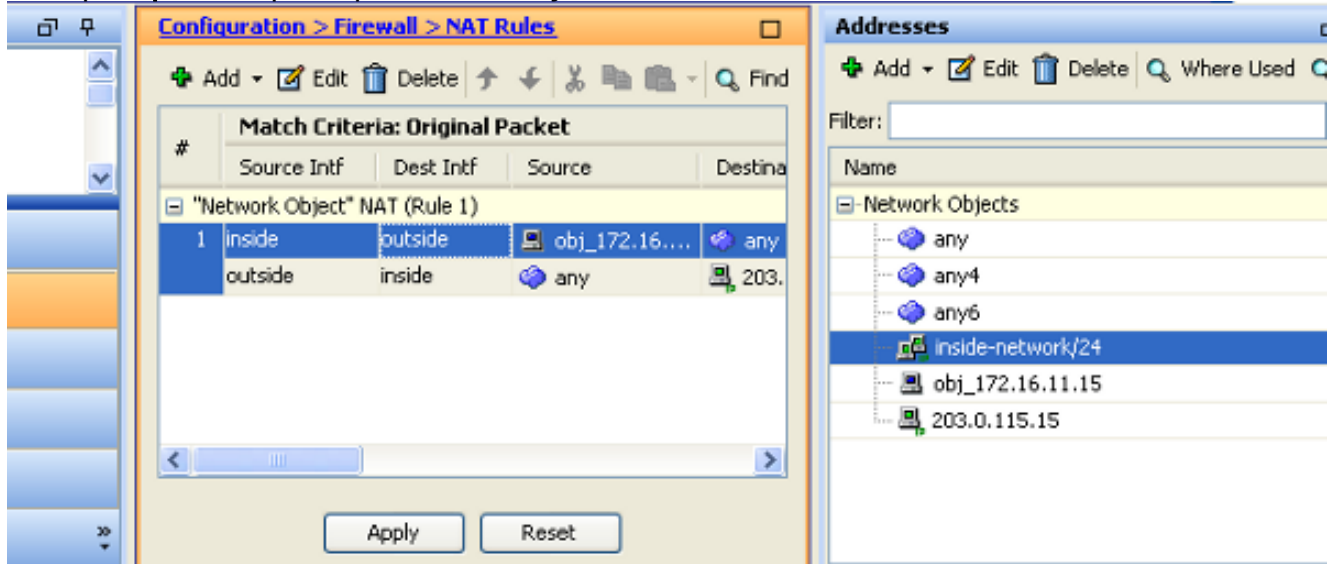 Configuration > Firewall > NAT Rules
Add Edit Delete Find
Match Criteria: Original Packet
#
Source Intf Dest Intf Source Destina
"Network Object" NAT (Rule 1)
1 inside outside obj_172.16.... any
outside inside any 203.
Apply Reset
Addresses
Add Edit Delete Where Used
Filter:
Name
Network Objects
any
any4
any6
inside-network/24
obj_172.16.11.15
203.0.115.15